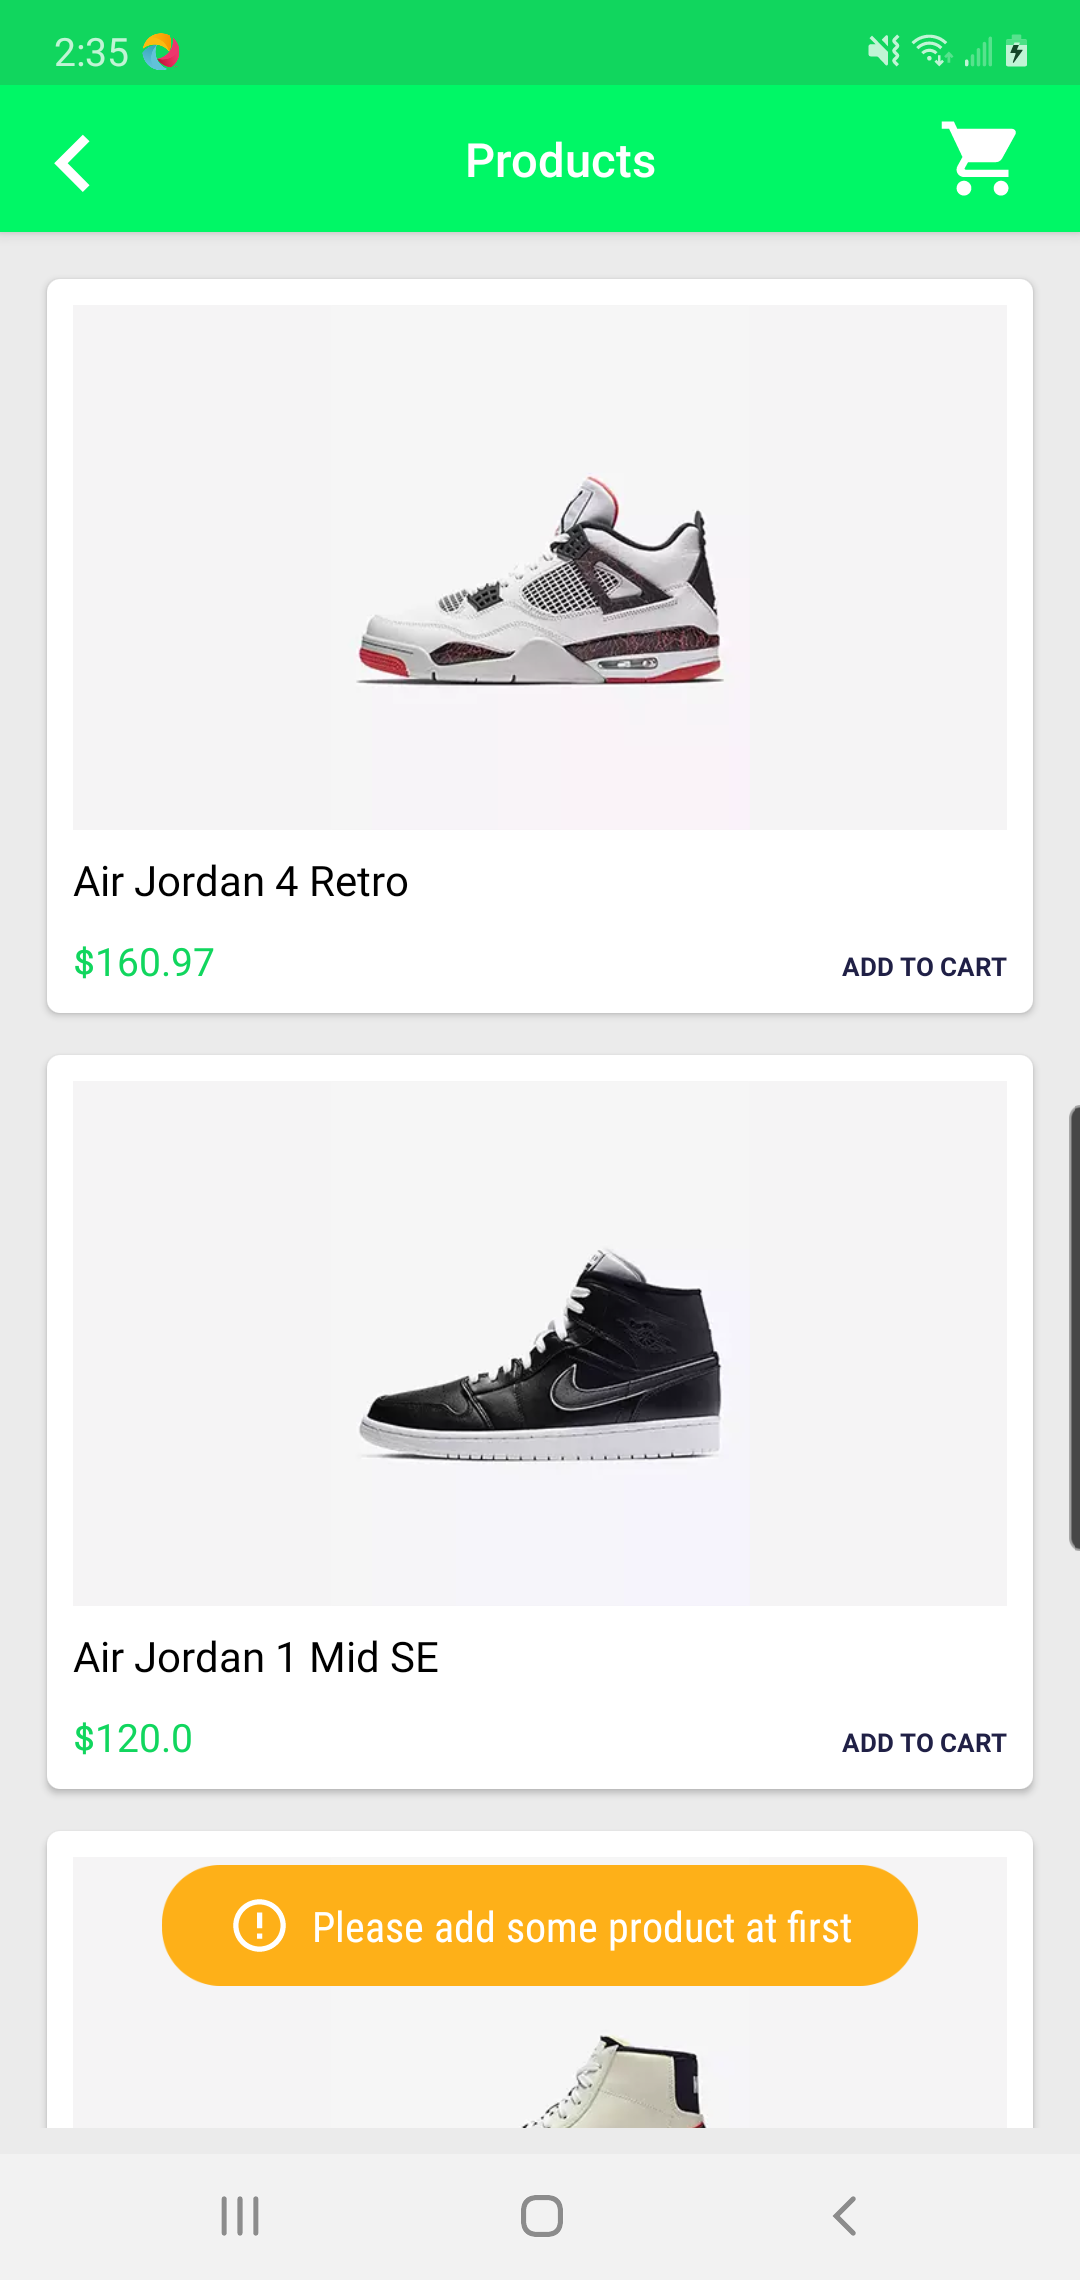 2:35
Products
Air Jordan 4 Retro
$160.97
ADD TO CART
Air Jordan 1 Mid SE
$120.0
ADD TO CART
Please add some product at first